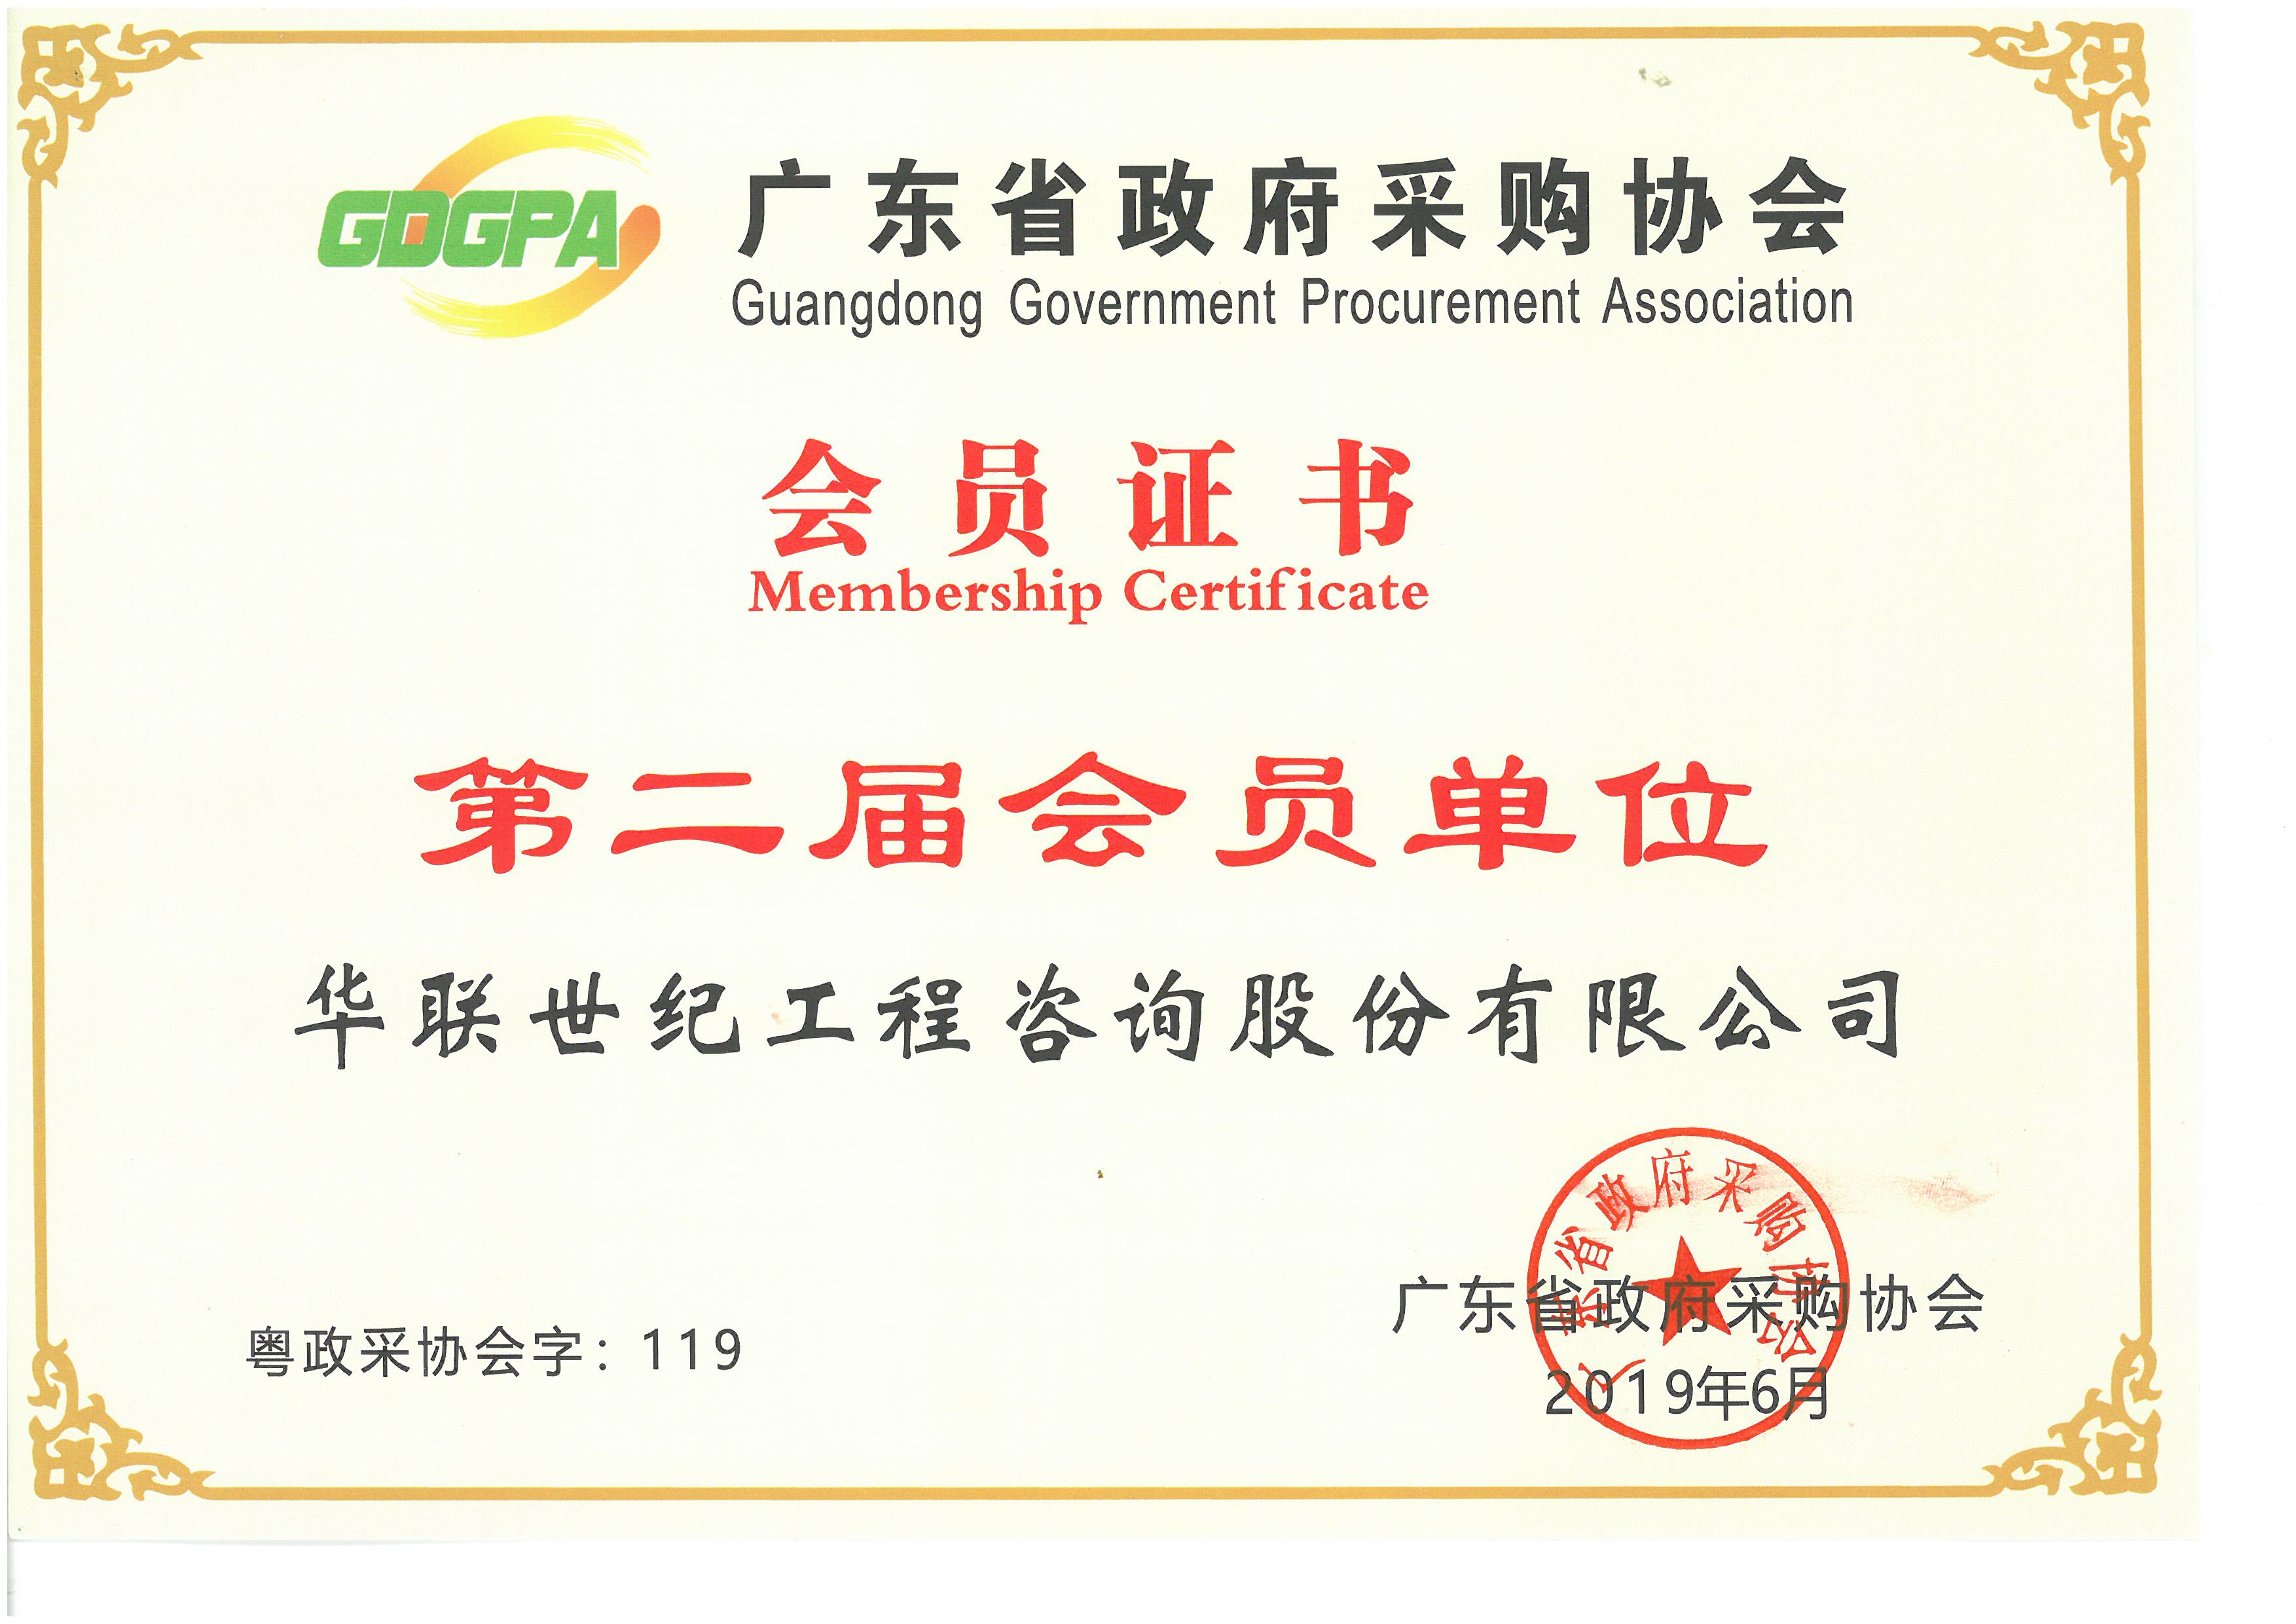 GDGPA
广东省政府采购协会
Guangdong Government Procurement Association
会员证书
Membership Certificate
第二届会员单位
华联世纪工程咨询股份有限公司
广东省政府采购协会
粤政采协会字：119
广东省政府采购协会
2019年6月